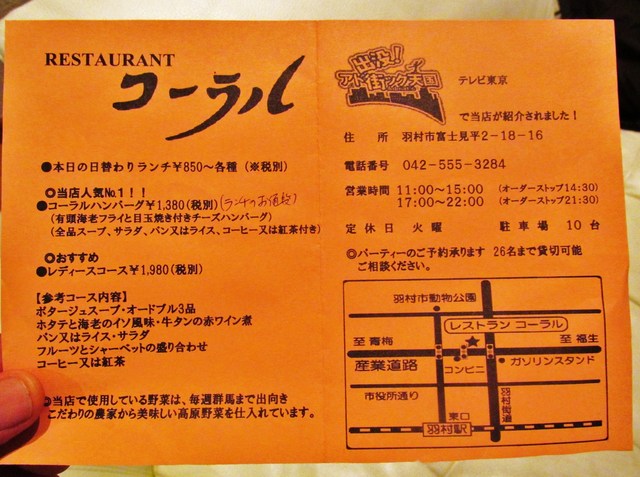 RESTAURANT
コーラル
●本日の日替わりランチ¥850～各種（※税別）
◎当店人気No.1！！
●コーラルハンバーグ¥1,380(税別)(ランチのお値段)
(有頭海老フライと目玉焼き付きチーズハンバーグ)
(全品スープ、サラダ、パン又はライス、コーヒー又は紅茶付き)
◎おすすめ
●レディースコース¥1,980(税別)
【参考コース内容】
ポタージュスープ・オードブル3品
ホタテと海老のイソ風味・牛タンの赤ワイン煮
パン又はライス・サラダ
フルーツとシャーベットの盛り合わせ
コーヒー又は紅茶
◎当店で使用している野菜は、毎週群馬まで出向き
こだわりの農家から美味しい高原野菜を仕入れています。
出没！
アド街ック天国
テレビ東京
で当店が紹介されました！
住 所 羽村市富士見平2-18-16
電話番号 042-555-3284
営業時間 11:00～15:00 (オーダーストップ14:30)
17:00～22:00 (オーダーストップ21:30)
定休日 火曜 駐車場 10台
◎パーティーのご予約承ります 26名まで貸切可能
ご相談ください。
羽村市動物公園
レストラン コーラル
至 青梅
至 福生
産業道路
コンビニ
ガソリンスタンド
市役所通り
羽村街道
東口
羽村駅